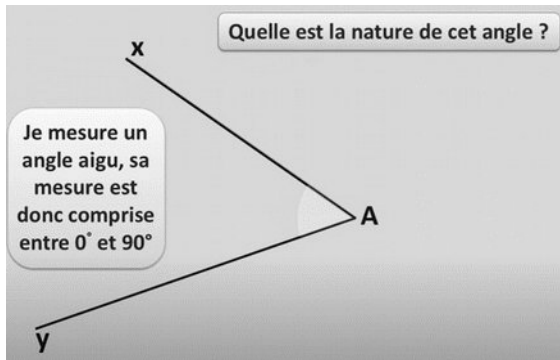 Quelle est la nature de cet angle ?
x
Je mesure un
angle aigu, sa
mesure est
donc comprise
entre 0° et 90°
A
y